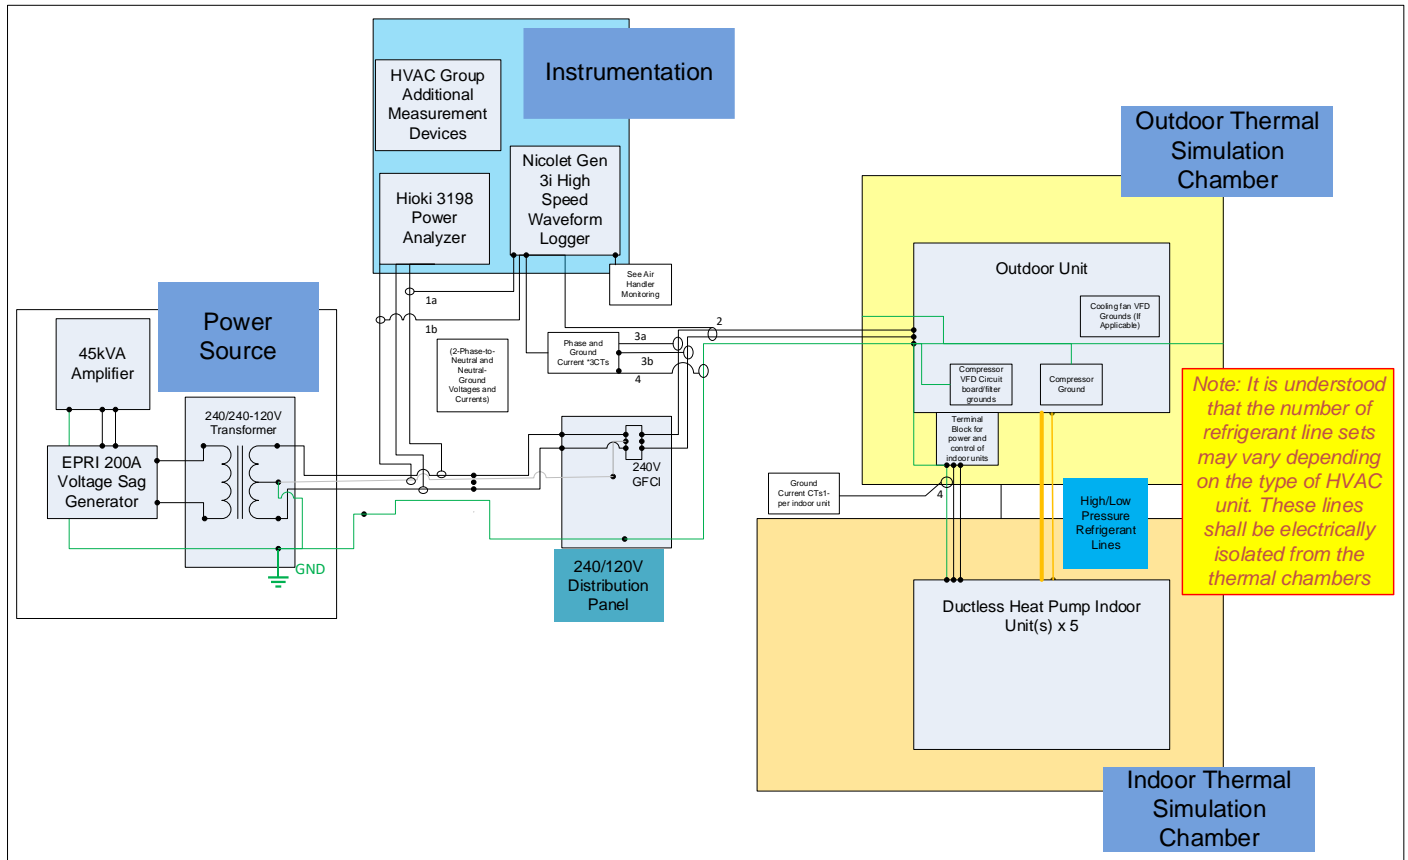 Instrumentation
HVAC Group
Additional
Measurement
Devices
Nicolet Gen
3i High
Speed
Waveform
Logger
Hioki 3198
Power
Analyzer
See Air
Handler
Monitoring
1a
1b
2
3a
3b
4
Phase and
Ground
Current *3CTs
(2-Phase-to-
Neutral and
Neutral-
Ground
Voltages and
Currents)
Power
Source
45kVA
Amplifier
EPRI 200A
Voltage Sag
Generator
240/240-120V
Transformer
GND
240V
GFCI
240/120V
Distribution
Panel
Outdoor Thermal
Simulation
Chamber
Outdoor Unit
Cooling fan VFD
Grounds (If
Applicable)
Compressor
VFD Circuit
board/filter
grounds
Compressor
Ground
Terminal
Block for
power and
control of
indoor units
Ground
Current CTs1-
per indoor unit
4
High/Low
Pressure
Refrigerant
Lines
Note: It is understood
that the number of
refrigerant line sets
may vary depending
on the type of HVAC
unit. These lines
shall be electrically
isolated from the
thermal chambers
Ductless Heat Pump Indoor
Unit(s) x 5
Indoor Thermal
Simulation
Chamber